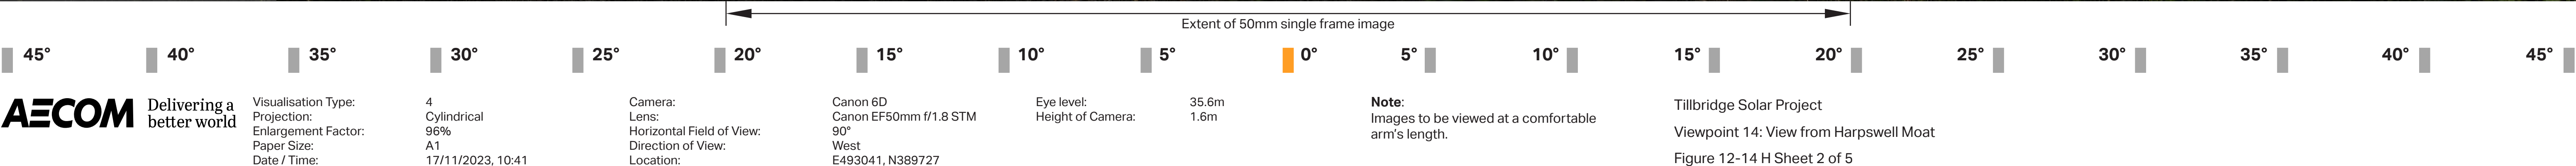 Extent of 50mm single frame image
45° 40° 35° 30° 25° 20° 15° 10° 5° 0° 5° 10° 15° 20° 25° 30° 35° 40° 45°
AECOM
Delivering a
better world
Visualisation Type: 4
Projection: Cylindrical
Enlargement Factor: 96%
Paper Size: A1
Date / Time: 17/11/2023, 10:41
Camera: Canon 6D
Lens: Canon EF50mm f/1.8 STM
Horizontal Field of View: 90°
Direction of View: West
Location: E493041, N389727
Eye level: 35.6m
Height of Camera: 1.6m
Note:
Images to be viewed at a comfortable
arm's length.
Tillbridge Solar Project
Viewpoint 14: View from Harpswell Moat
Figure 12-14 H Sheet 2 of 5